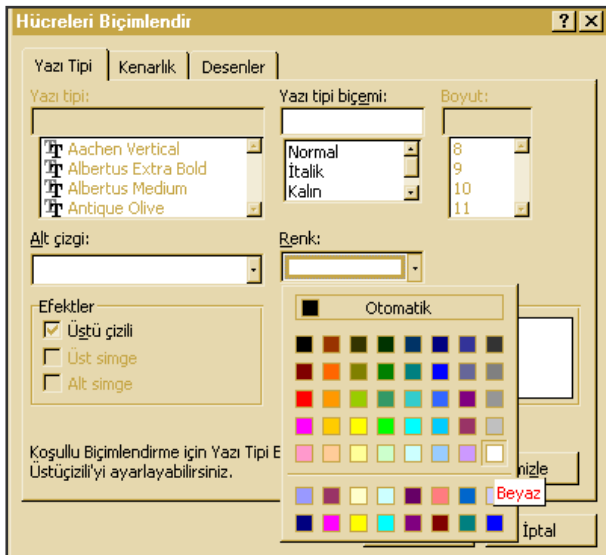 Hücreleri Biçimlendir
Yazı Tipi Kenarlık Desenler
Yazı tipi: Yazı tipi biçemi: Boyut:
Aachen Vertical Normal 8
Albertus Extra Bold İtalik 9
Albertus Medium Kalın 10
Antique Olive 11
Alt çizgi: Renk:
Otomatik
Efektler
Üstü çizili
Üst simge
Alt simge
Koşullu Biçimlendirme için Yazı Tipi
Üstüçizili'yi ayarlayabilirsiniz.
Beyaz
İptal